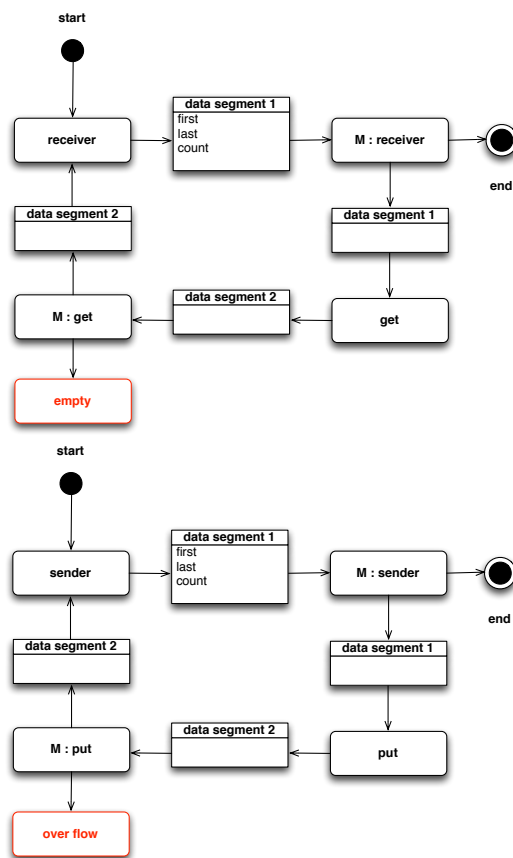 start
data segment 1
first
last
count
receiver
M : receiver
end
data segment 2
data segment 1
M : get
data segment 2
get
empty
start
data segment 1
first
last
count
sender
M : sender
end
data segment 2
data segment 1
M : put
data segment 2
put
over flow